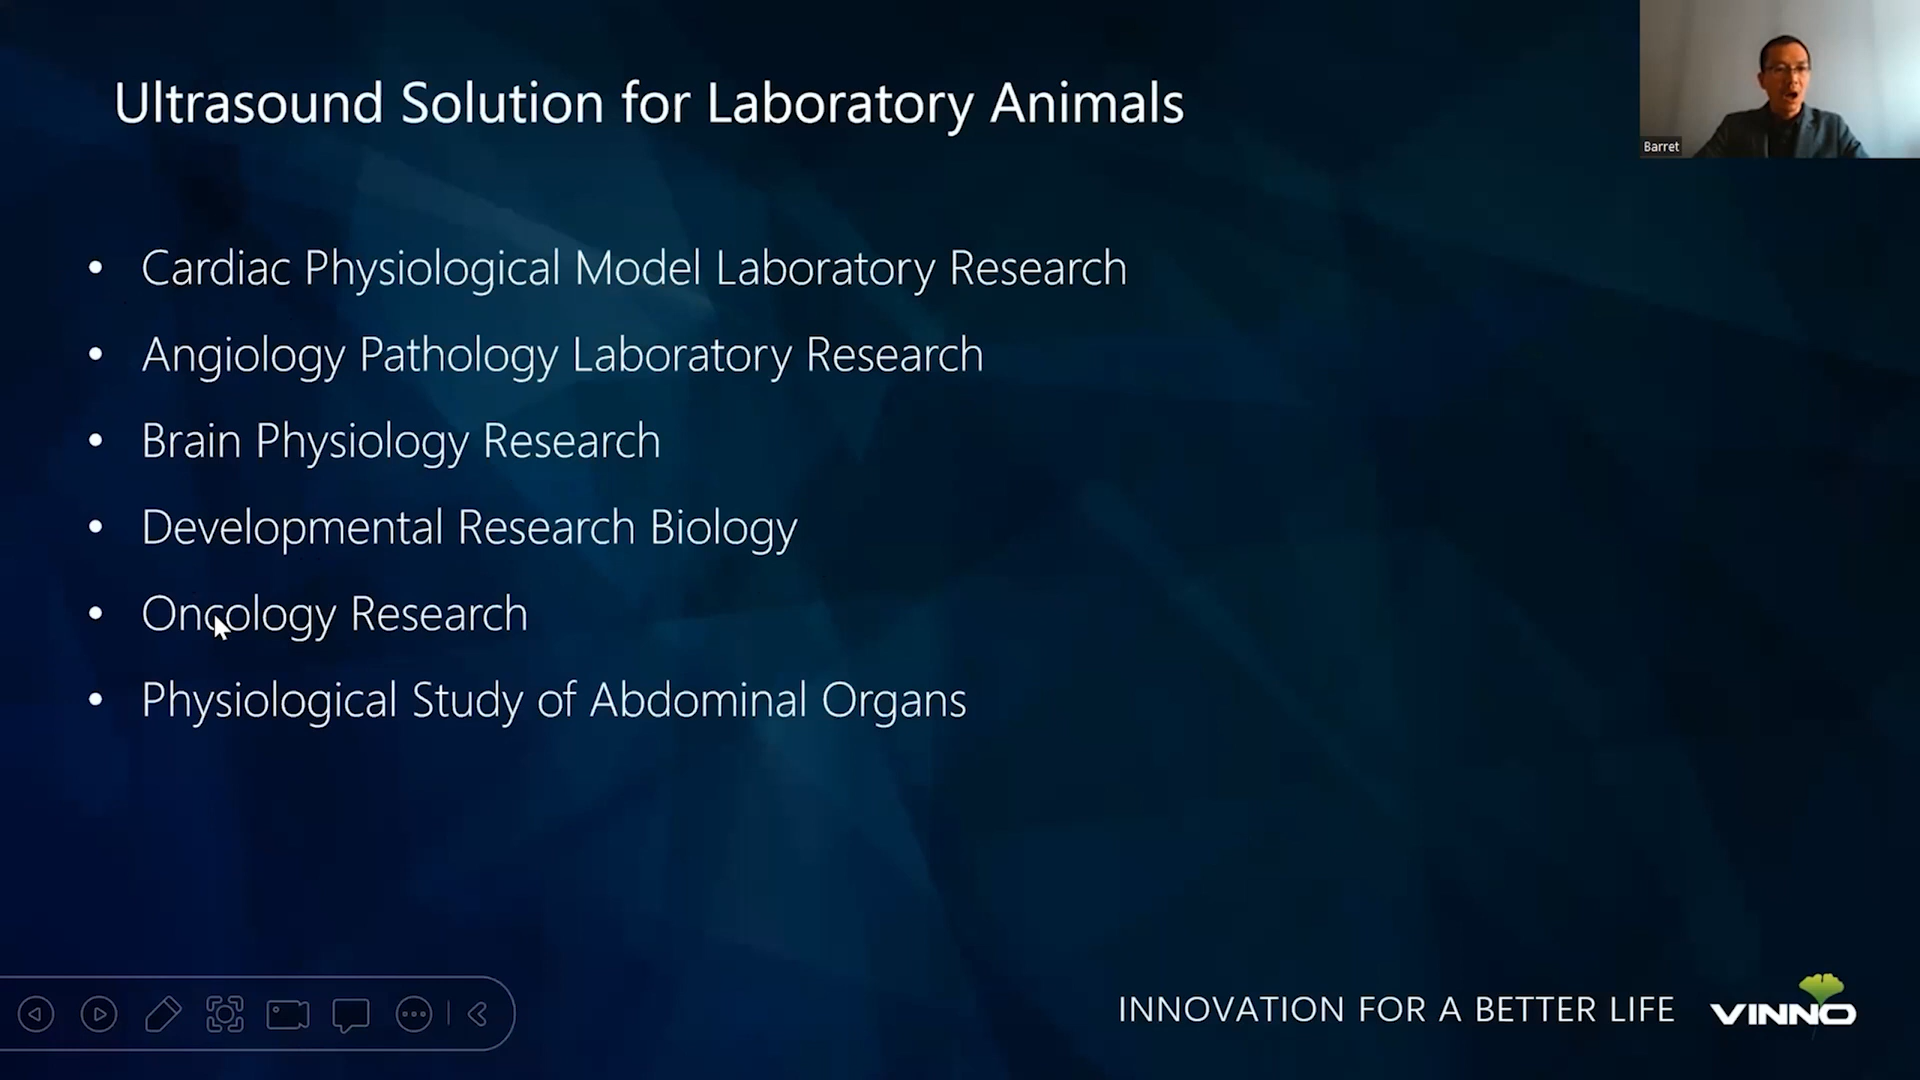 Ultrasound Solution for Laboratory Animals
Barret
• Cardiac Physiological Model Laboratory Research
• Angiology Pathology Laboratory Research
• Brain Physiology Research
• Developmental Research Biology
• Oncology Research
• Physiological Study of Abdominal Organs
INNOVATION FOR A BETTER LIFE
VINNO